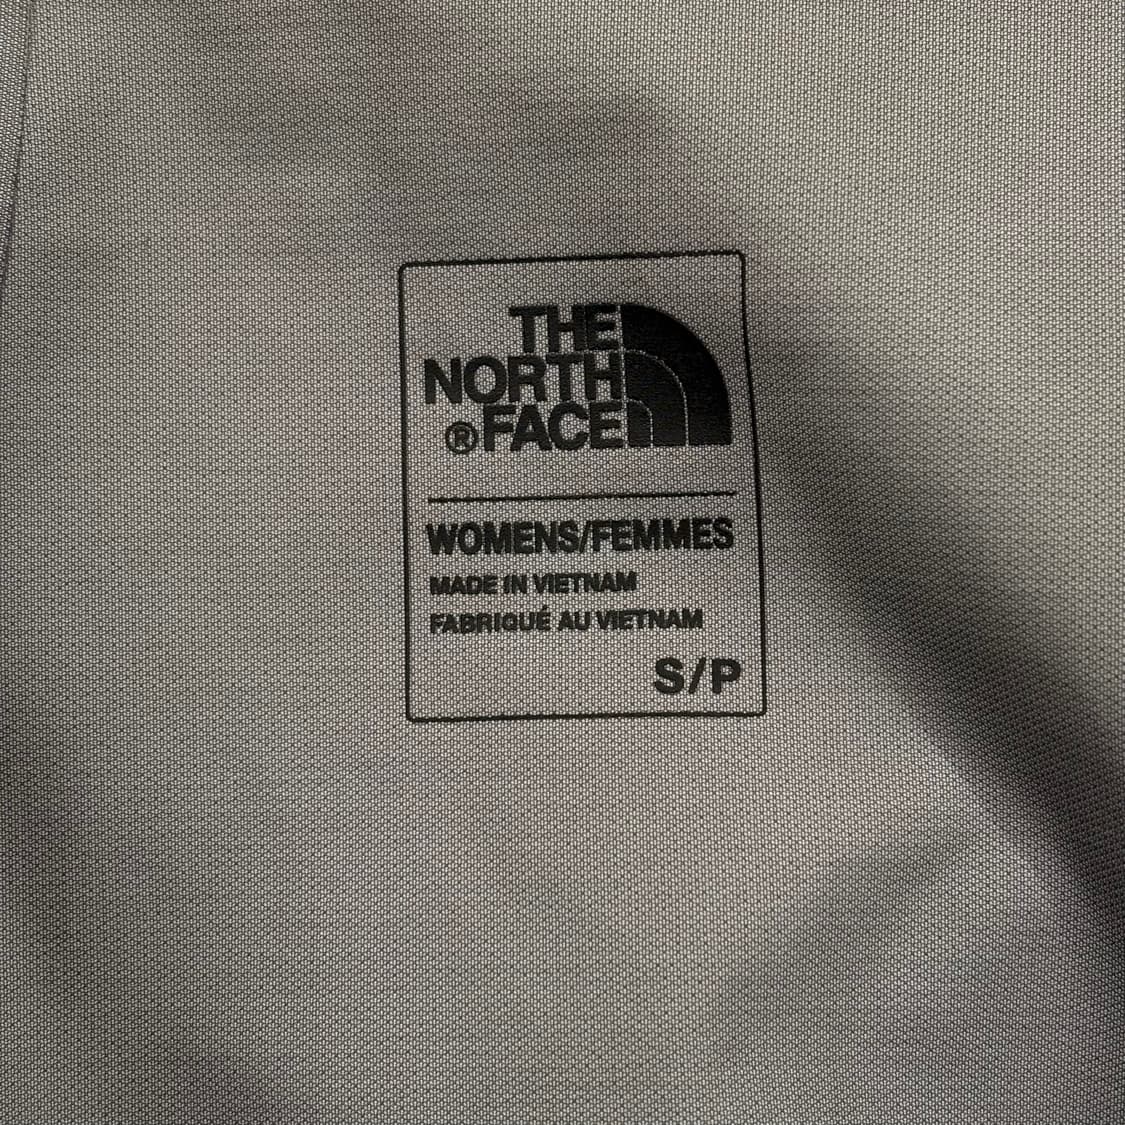 THE
NORTH
®FACE
WOMENS/FEMMES
MADE IN VIETNAM
FABRIQUÉ AU VIETNAM
S/P